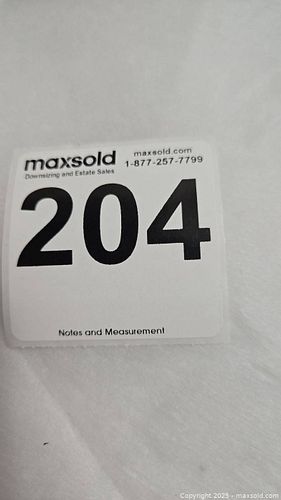 maxsold
maxsold.com
Downsizing and Estate Sales
1-877-257-7799
204
Notes and Measurement
Copyright 2025 - maxsold.com